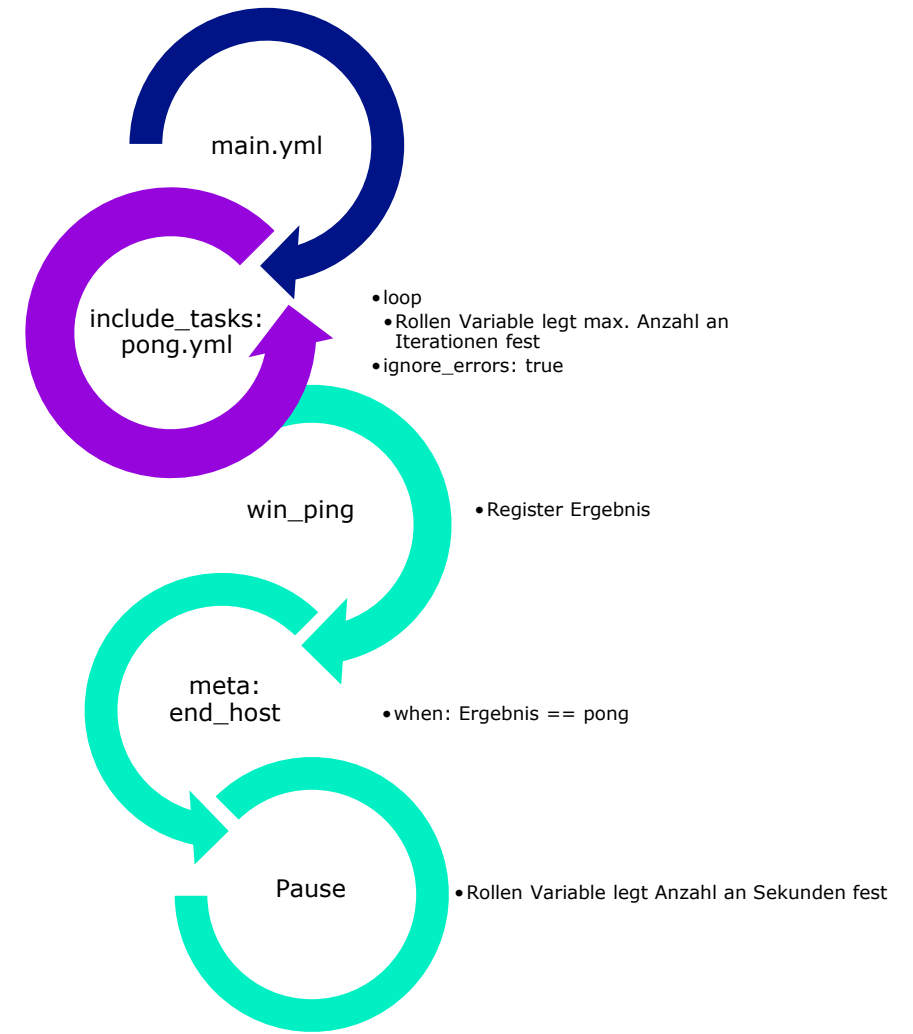 main.yml
include_tasks:
pong.yml
•loop
•Rollen Variable legt max. Anzahl an
Iterationen fest
•ignore_errors: true
win_ping
•Register Ergebnis
meta:
end_host
•when: Ergebnis == pong
Pause
•Rollen Variable legt Anzahl an Sekunden fest